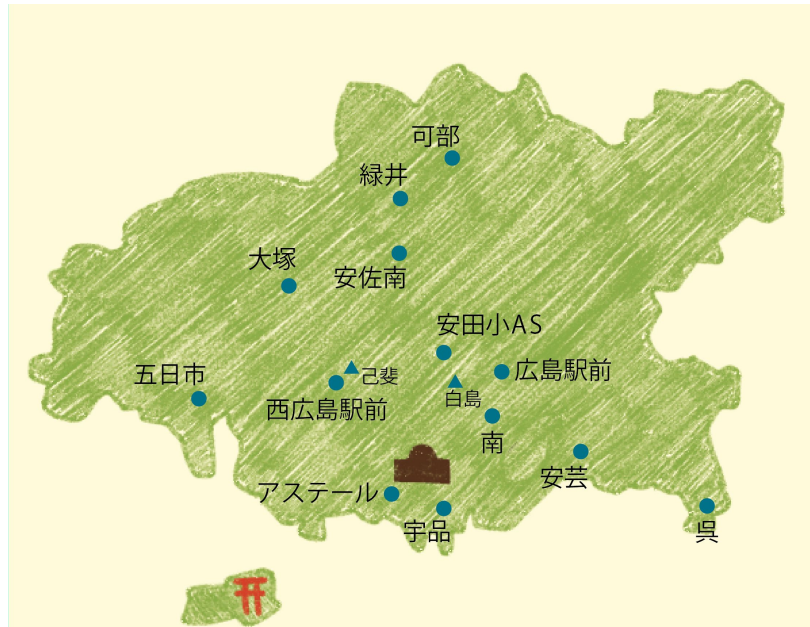 可部
緑井
大塚
安佐南
安田小AS
五日市
己斐
広島駅前
西広島駅前
白島
南
安芸
アステール
宇品
呉